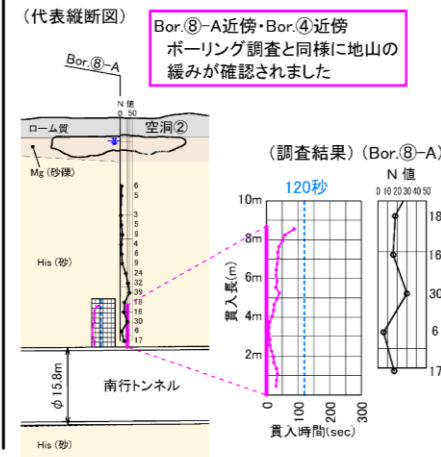 (代表縦断図)
Bor.⑧-A近傍・Bor.④近傍
ボーリング調査と同様に地山の
緩みが確認されました
Bor.⑧-A
N 値
0 50
ローム質
空洞②
Mg(砂礫)
6
5
3
5
9
6
9
24
32
39
18
16
30
6
17
His(砂)
φ15.8m
南行トンネル
His(砂)
(調査結果)(Bor.⑧-A)
120秒
N 値
0 10 20 30 40 50
10m
8m
6m
4m
2m
貫入長(m)
0
100
200
300
貫入時間(sec)
18
16
30
6
17